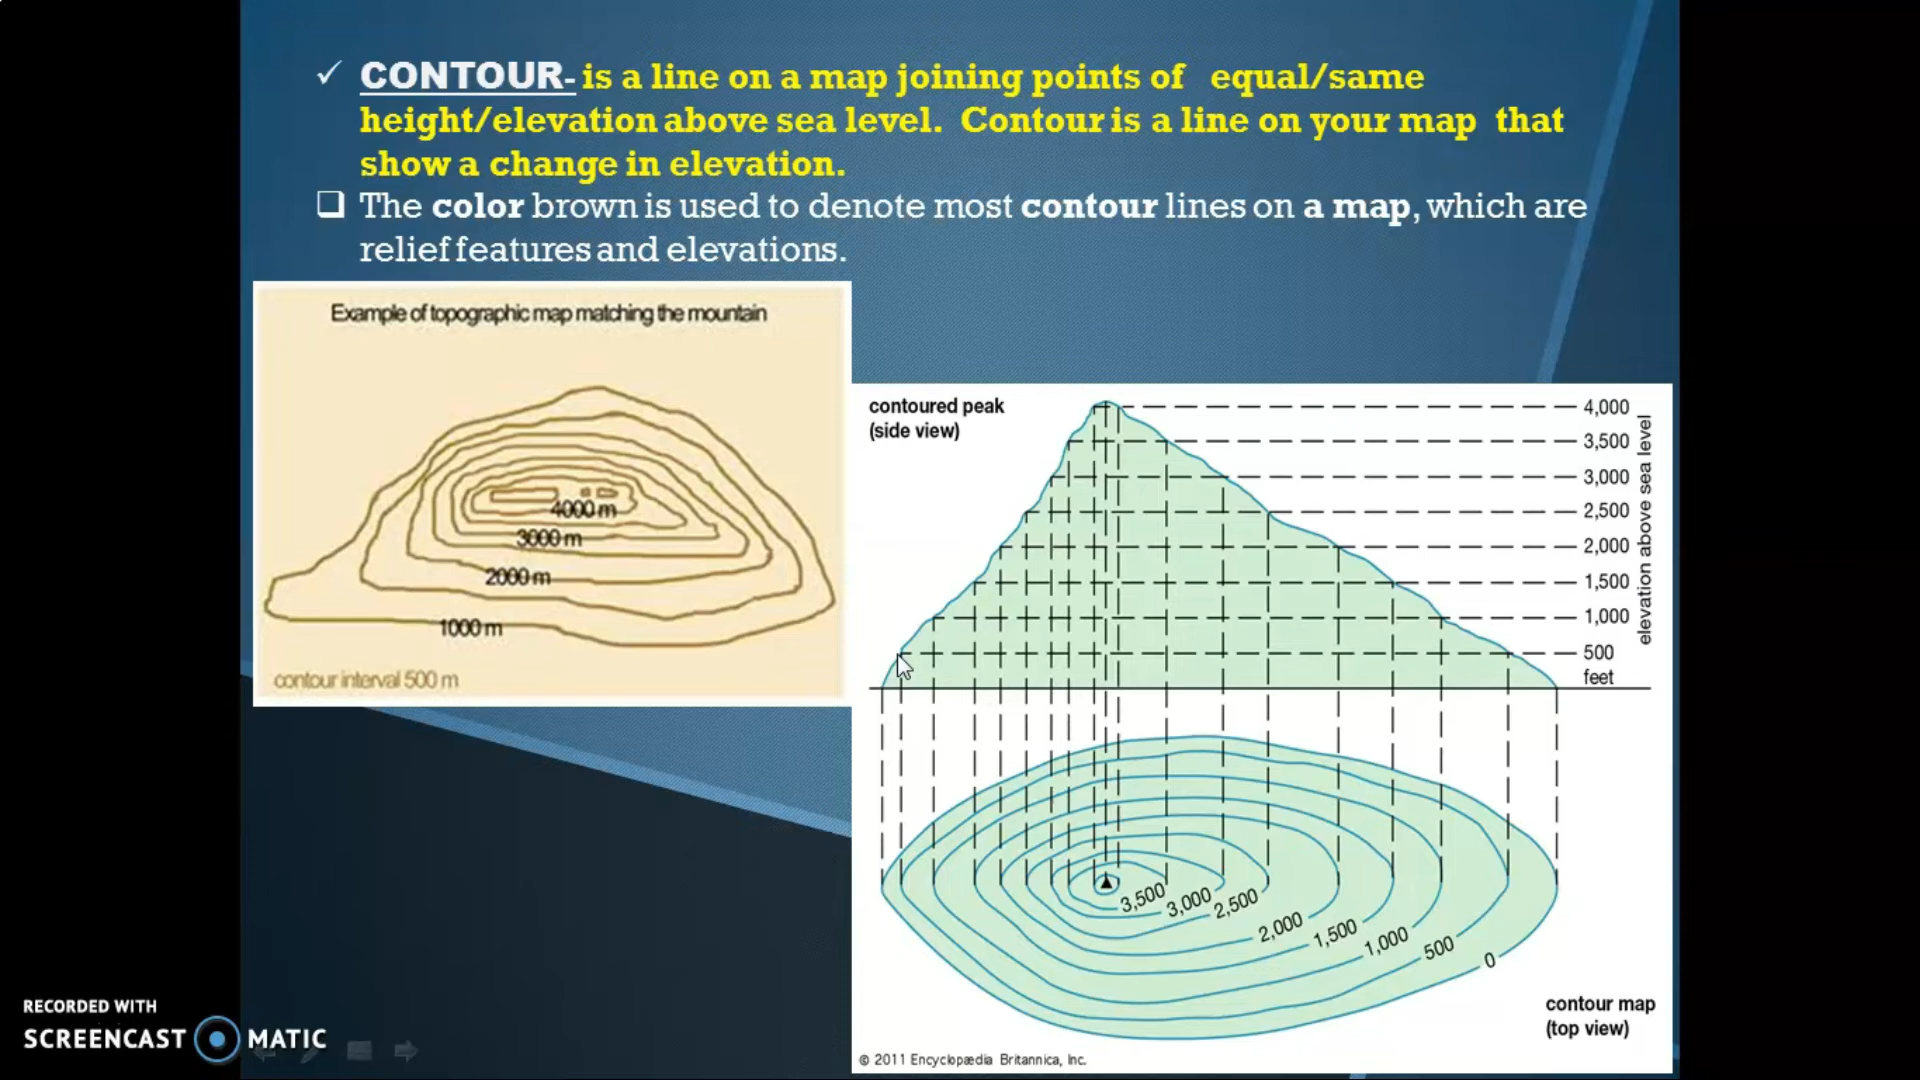 CONTOUR- is a line on a map joining points of equal/same
height/elevation above sea level. Contour is a line on your map that
show a change in elevation.
The color brown is used to denote most contour lines on a map, which are
relief features and elevations.
Example of topographic map matching the mountain
4000 m
3000 m
2000 m
1000 m
contour interval 500 m
contoured peak
(side view)
4,000
3,500
3,000
2,500
2,000
1,500
1,000
500
feet
elevation above sea level
3,500
3,000
2,500
2,000
1,500
1,000
500
0
contour map
(top view)
© 2011 Encyclopædia Britannica, Inc.
RECORDED WITH
SCREENCAST MATIC